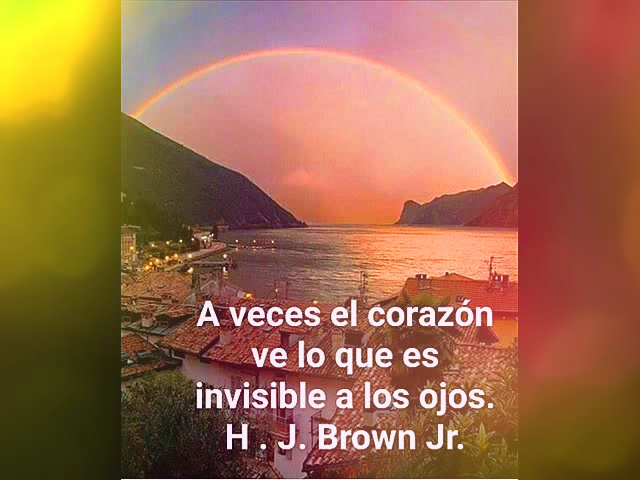 A veces el corazón
ve lo que es
invisible a los ojos.
H . J. Brown Jr.